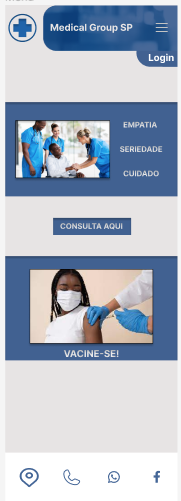 Medical Group SP
Login
EMPATIA
SERIEDADE
CUIDADO
CONSULTA AQUI
VACINE-SE!